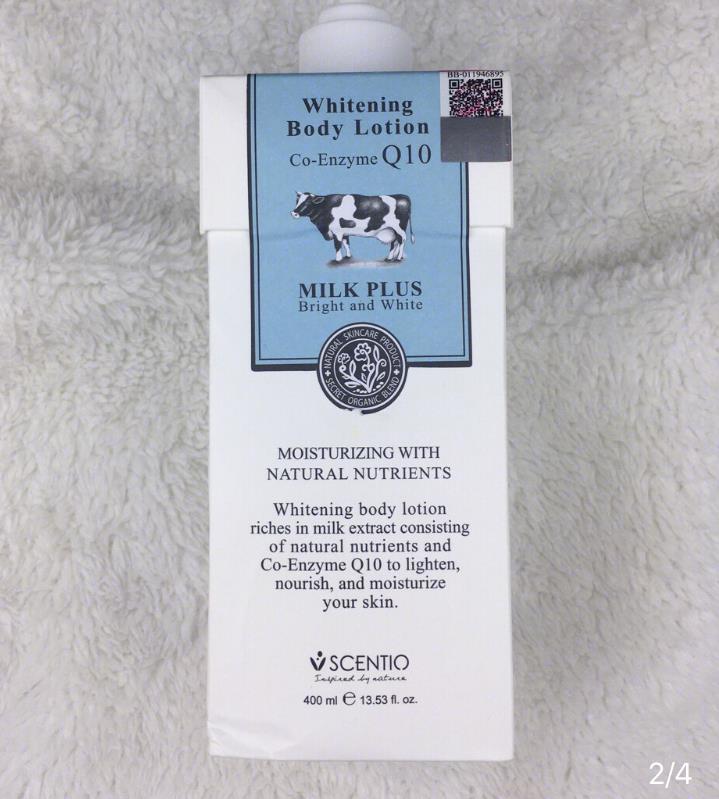 BB-011946895
Whitening
Body Lotion
Co-Enzyme Q10
MILK PLUS
Bright and White
NATURAL SKINCARE PRODUCT
SECRET ORGANIC BLEND
MOISTURIZING WITH
NATURAL NUTRIENTS
Whitening body lotion
riches in milk extract consisting
of natural nutrients and
Co-Enzyme Q10 to lighten,
nourish, and moisturize
your skin.
SCENTIO
Inspired by nature
400 ml ℮ 13.53 fl. oz.
2/4